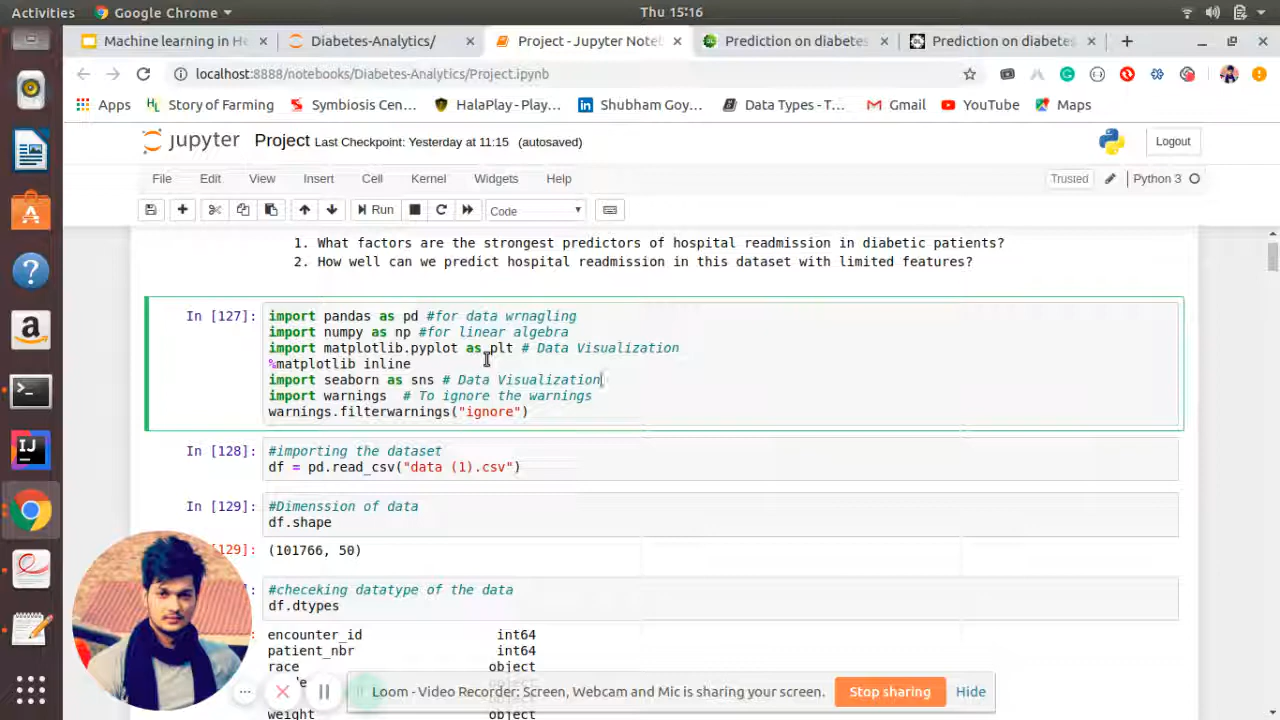 Activities Google Chrome Thu 15:16
Machine learning in He Diabetes-Analytics/ Project - Jupyter Note Prediction on diabetes Prediction on diabetes
localhost:8888/notebooks/Diabetes-Analytics/Project.ipynb
Apps Story of Farming Symbiosis Cen... HalaPlay - Play... Shubham Goy... Data Types - T... Gmail YouTube Maps
jupyter Project Last Checkpoint: Yesterday at 11:15 (autosaved) Logout
File Edit View Insert Cell Kernel Widgets Help Trusted Python 3
Run Code
1. What factors are the strongest predictors of hospital readmission in diabetic patients?
2. How well can we predict hospital readmission in this dataset with limited features?
In [127]: import pandas as pd #for data wrnagling
import numpy as np #for linear algebra
import matplotlib.pyplot as plt # Data Visualization
%matplotlib inline
import seaborn as sns # Data Visualization
import warnings # To ignore the warnings
warnings.filterwarnings("ignore")
In [128]: #importing the dataset
df = pd.read_csv("data (1).csv")
In [129]: #Dimenssion of data
df.shape
[129]: (101766, 50)
#checeking datatype of the data
df.dtypes
encounter_id int64
patient_nbr int64
race object
Loom - Video Recorder: Screen, Webcam and Mic is sharing your screen. Stop sharing Hide
weight object